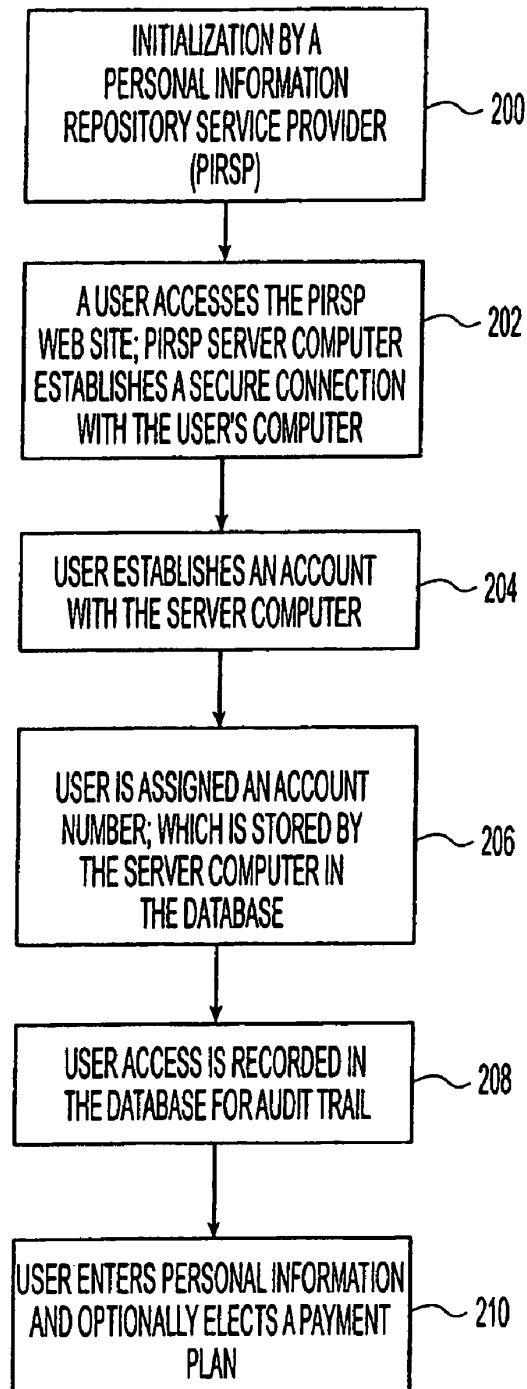 INITIALIZATION BY A
PERSONAL INFORMATION
REPOSITORY SERVICE PROVIDER
(PIRSP)
200
A USER ACCESSES THE PIRSP
WEB SITE; PIRSP SERVER COMPUTER
ESTABLISHES A SECURE CONNECTION
WITH THE USER'S COMPUTER
202
USER ESTABLISHES AN ACCOUNT
WITH THE SERVER COMPUTER
204
USER IS ASSIGNED AN ACCOUNT
NUMBER; WHICH IS STORED BY
THE SERVER COMPUTER IN
THE DATABASE
206
USER ACCESS IS RECORDED IN
THE DATABASE FOR AUDIT TRAIL
208
USER ENTERS PERSONAL INFORMATION
AND OPTIONALLY ELECTS A PAYMENT
PLAN
210